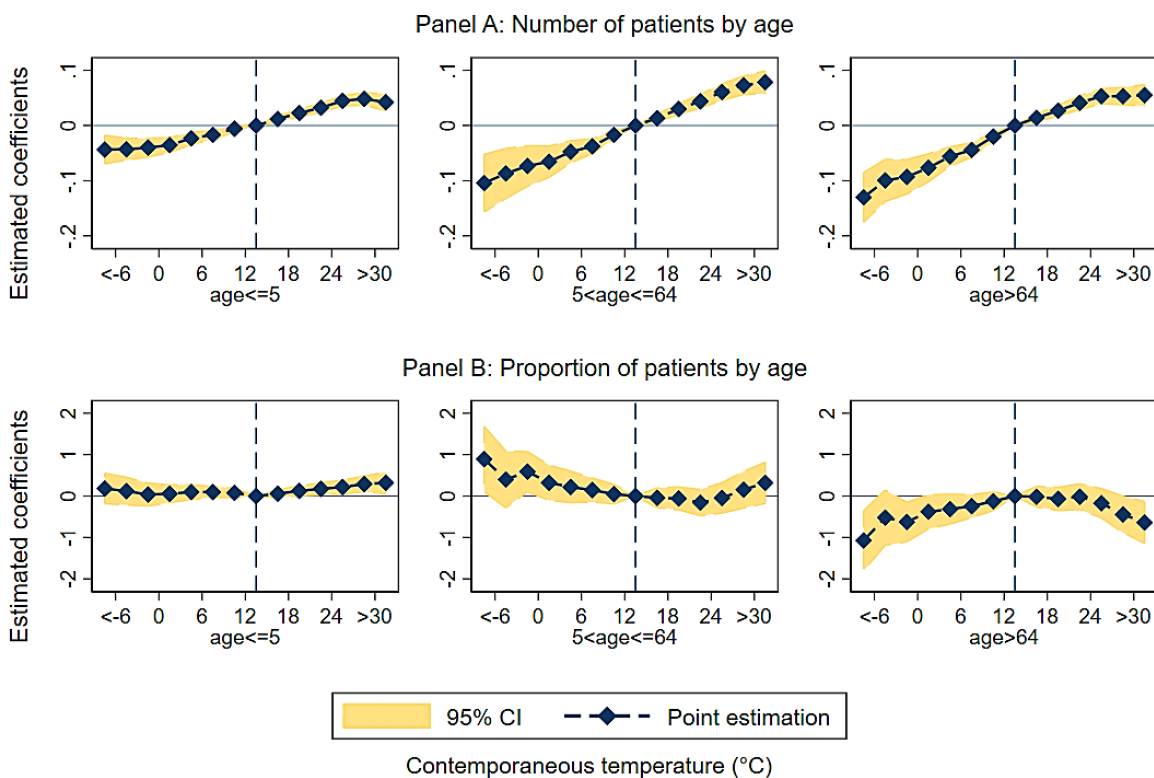 Panel A: Number of patients by age
Estimated coefficients
.1
0
-.1
-.2
<-6 0 6 12 18 24 >30
age<=5
<-6 0 6 12 18 24 >30
5<age<=64
<-6 0 6 12 18 24 >30
age>64
.1
0
-.1
-.2
.1
0
-.1
-.2
Panel B: Proportion of patients by age
Estimated coefficients
2
1
0
-1
-2
<-6 0 6 12 18 24 >30
age<=5
2
1
0
-1
-2
<-6 0 6 12 18 24 >30
5<age<=64
2
1
0
-1
-2
<-6 0 6 12 18 24 >30
age>64
95% CI Point estimation
Contemporaneous temperature (°C)